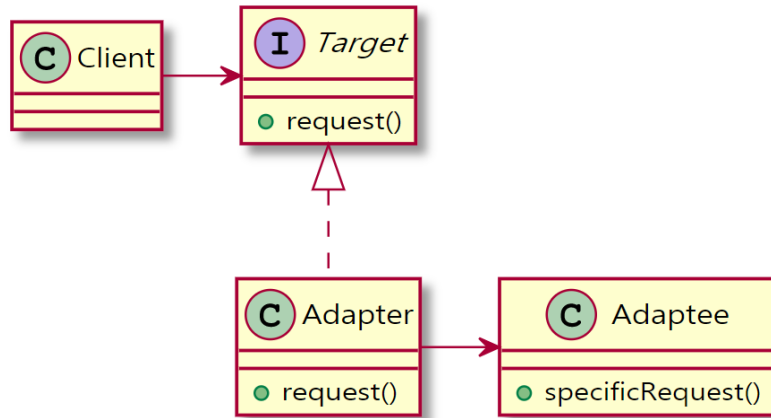 C Client
I Target
request()
C Adapter
request()
C Adaptee
specificRequest()